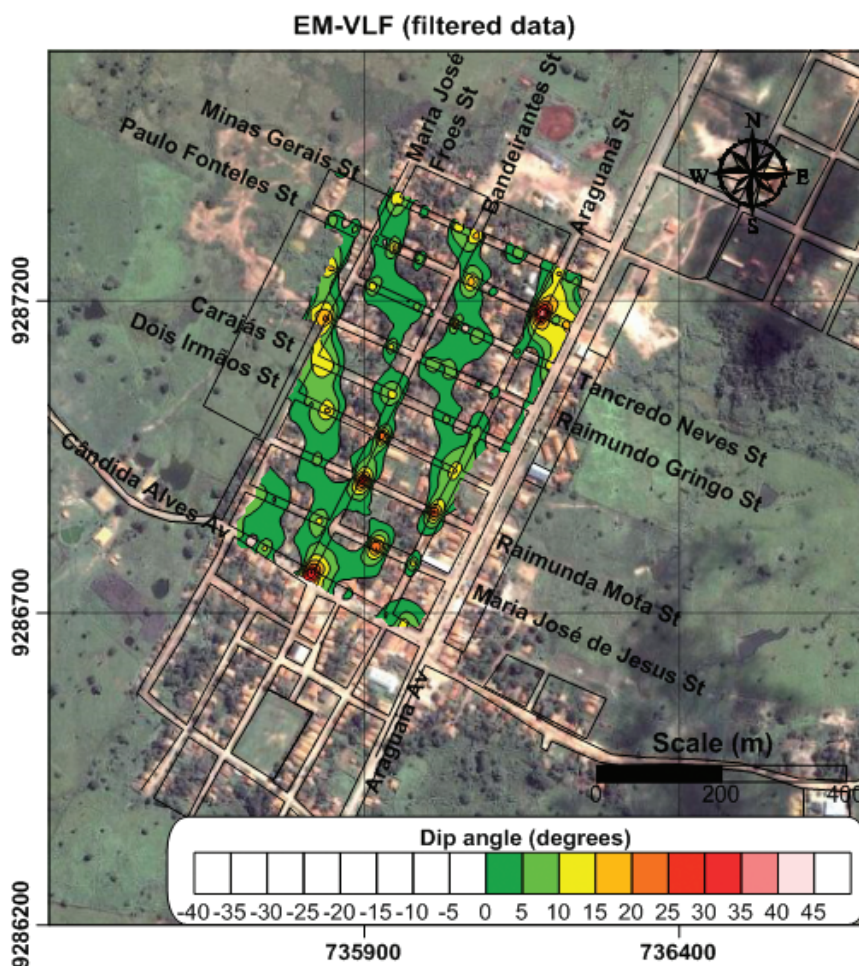 EM-VLF (filtered data)
Maria José
Froes St
Bandeirantes St
Araguanã St
Minas Gerais St
Paulo Fonteles St
N
W
E
S
9287200
Carajás St
Dois Irmãos St
Tancredo Neves St
Raimundo Gringo St
Cândida Alves Av
Raimunda Mota St
9286700
Maria José de Jesus St
Araguaia Av
Scale (m)
0 200 400
Dip angle (degrees)
-40 -35 -30 -25 -20 -15 -10 -5 0 5 10 15 20 25 30 35 40 45
9286200
735900 736400